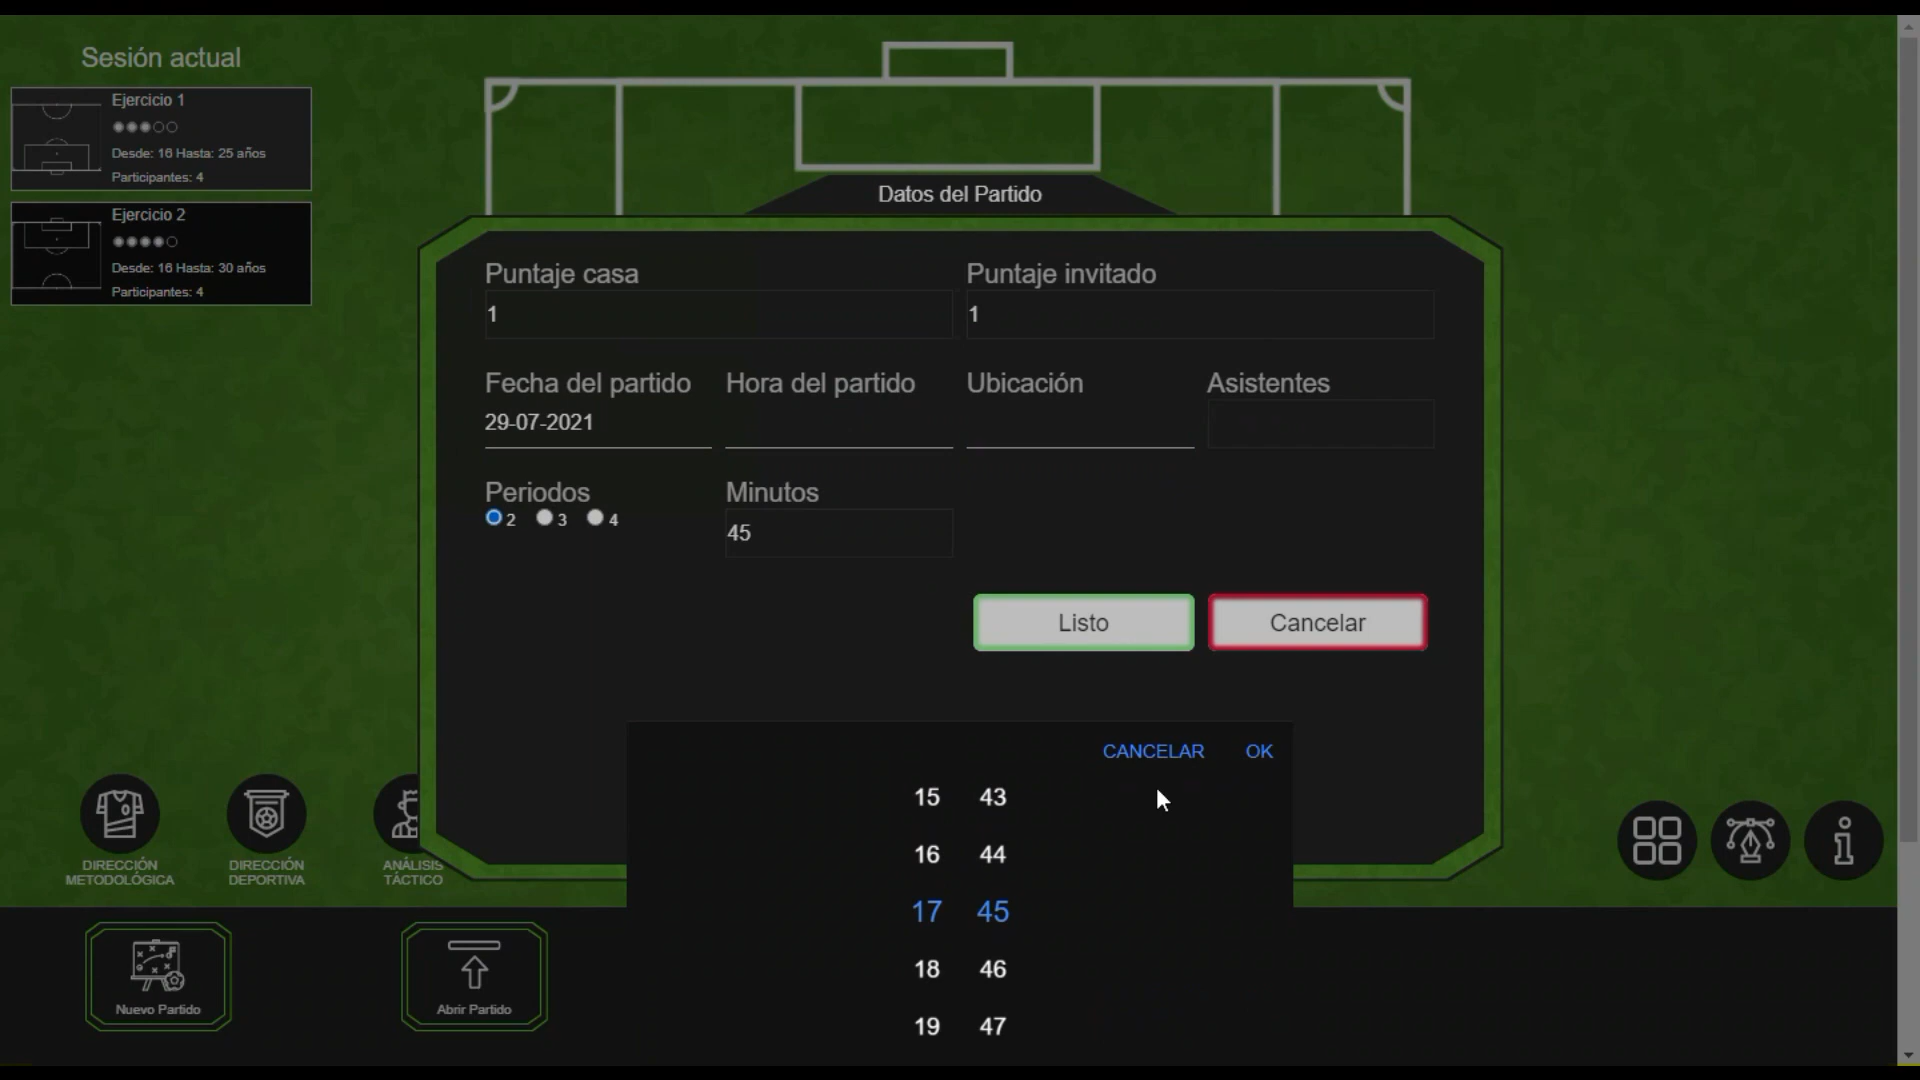 Sesión actual
Ejercicio 1
Desde: 16 Hasta: 25 años
Participantes: 4
Ejercicio 2
Desde: 16 Hasta: 30 años
Participantes: 4
Datos del Partido
Puntaje casa
Puntaje invitado
1
1
Fecha del partido
Hora del partido
Ubicación
Asistentes
29-07-2021
Periodos
Minutos
2 3 4
45
Listo
Cancelar
CANCELAR OK
15 43
16 44
17 45
18 46
19 47
DIRECCIÓN
METODOLÓGICA
DIRECCIÓN
DEPORTIVA
ANÁLISIS
TÁCTICO
Nuevo Partido
Abrir Partido